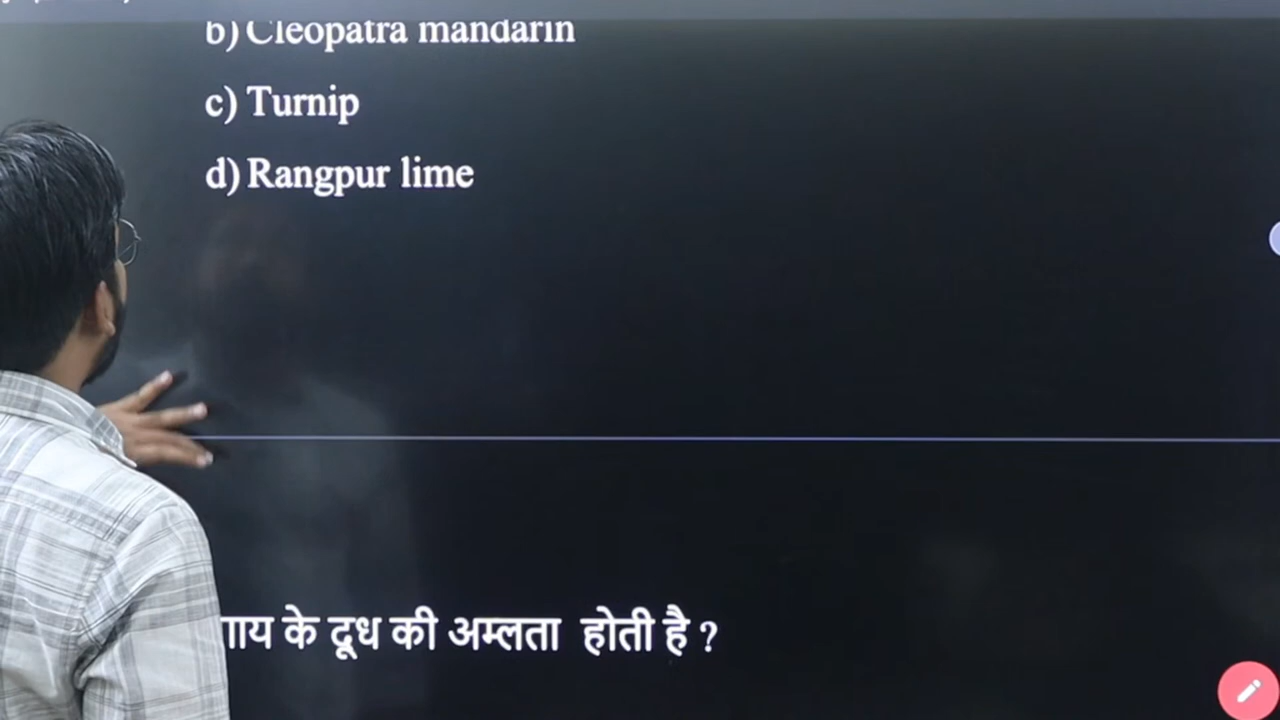 b) Cleopatra mandarin
c) Turnip
d) Rangpur lime
गाय के दूध की अम्लता होती है ?